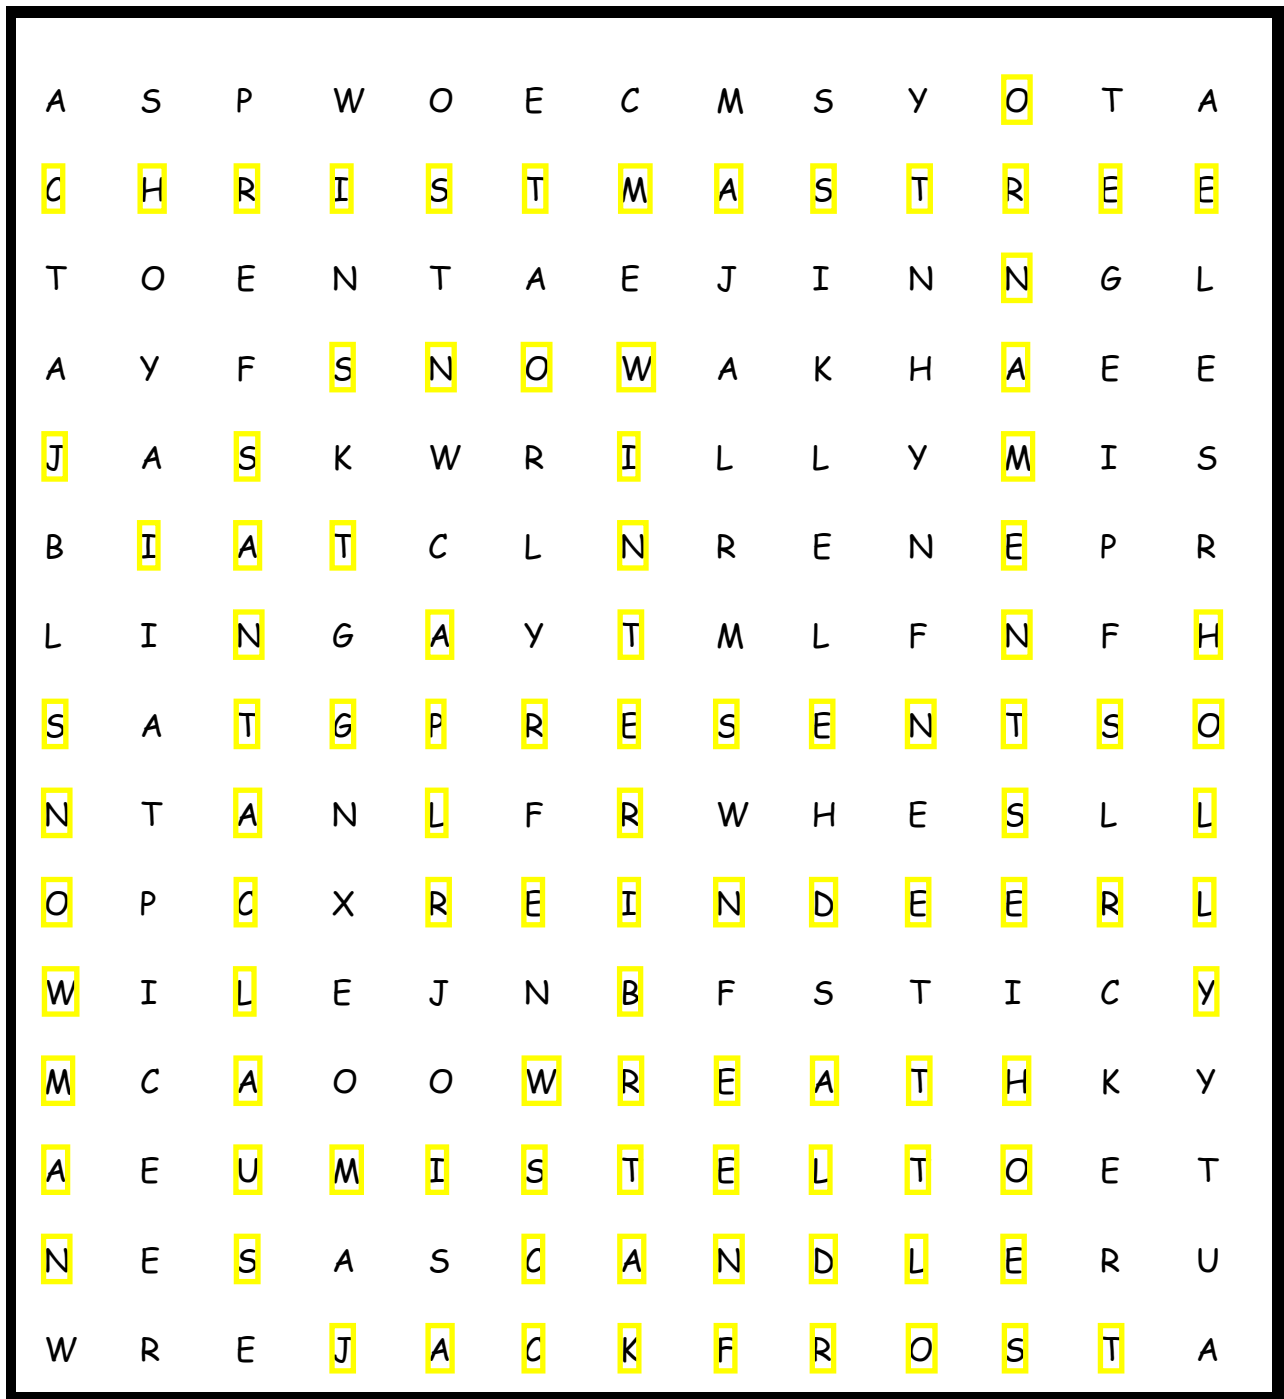 A S P W O E C M S Y O T A
C H R I S T M A S T R E E
T O E N T A E J I N N G L
A Y F S N O W A K H A E E
J A S K W R I L L Y M I S
B I A T C L N R E N E P R
L I N G A Y T M L F N F H
S A T G P R E S E N T S O
N T A N L F R W H E S L L
O P C X R E I N D E E R L
W I L E J N B F S T I C Y
M C A O O W R E A T H K Y
A E U M I S T E L T O E T
N E S A S C A N D L E R U
W R E J A C K F R O S T A